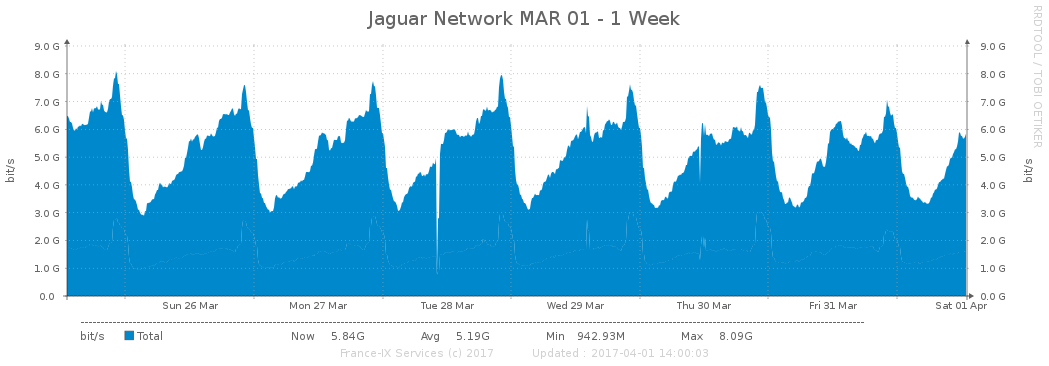 Jaguar Network MAR 01 - 1 Week
RRDTOOL / TOBI OETIKER
bit/s
9.0 G 9.0 G
8.0 G 8.0 G
7.0 G 7.0 G
6.0 G 6.0 G
5.0 G 5.0 G
4.0 G 4.0 G
3.0 G 3.0 G
2.0 G 2.0 G
1.0 G 1.0 G
0.0 0.0 G
bit/s
Sun 26 Mar Mon 27 Mar Tue 28 Mar Wed 29 Mar Thu 30 Mar Fri 31 Mar Sat 01 Apr
bit/s Total Now 5.84G Avg 5.19G Min 942.93M Max 8.09G
France-IX Services (c) 2017 Updated : 2017-04-01 14:00:03